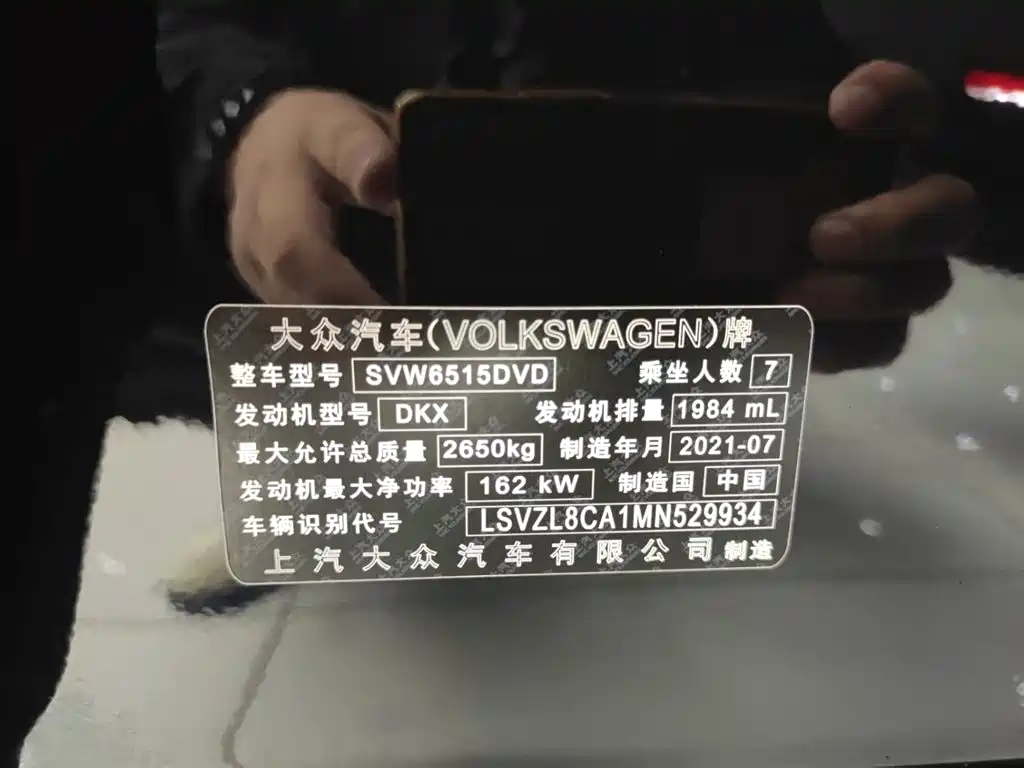 大众汽车(VOLKSWAGEN)牌
整车型号 SVW6515DVD 乘坐人数 7
发动机型号 DKX 发动机排量 1984 mL
最大允许总质量 2650kg 制造年月 2021-07
发动机最大净功率 162 kW 制造国 中国
车辆识别代号 LSVZL8CA1MN529934
上汽大众汽车有限公司制造